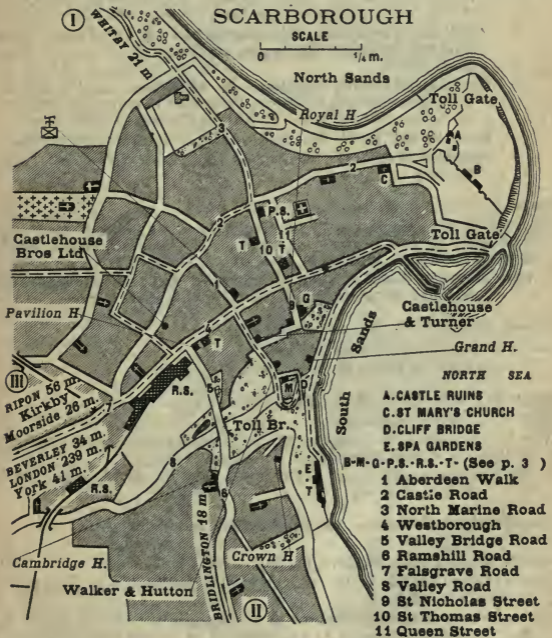 SCARBOROUGH
SCALE
0 1/4 m.
I
WHITBY 21 m
North Sands
Royal H
Toll Gate
3
A
2
C
B
P.S.
11
2
T
T
10
Toll Gate
Castlehouse
Bros Ltd
1
9
G
Castlehouse
& Turner
Pavilion H
4
T
Sands
Grand H.
III
RIPON 56 m.
Kirkby
Moorside 26 m.
BEVERLEY 34 m.
LONDON 239 m.
York 41 m.
R.S.
5
M
D
South
Toll Br.
NORTH SEA
A.CASTLE RUINS
C.ST MARY'S CHURCH
D.CLIFF BRIDGE
E.SPA GARDENS
B-M-G-P.S.-R.S.-T- (See p. 3 )
1 Aberdeen Walk
2 Castle Road
3 North Marine Road
4 Westborough
5 Valley Bridge Road
6 Ramshill Road
7 Falsgrave Road
8 Valley Road
9 St Nicholas Street
10 St Thomas Street
11 Queen Street
7
R.S.
8
E
T
6
Cambridge H.
Crown H
Walker & Hutton
BRIDLINGTON 18 m
II